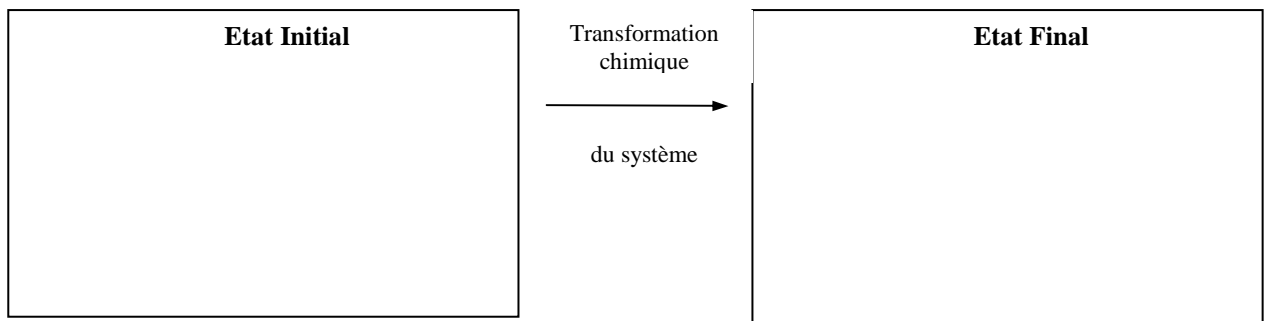 Etat Initial
Transformation
chimique
du système
Etat Final